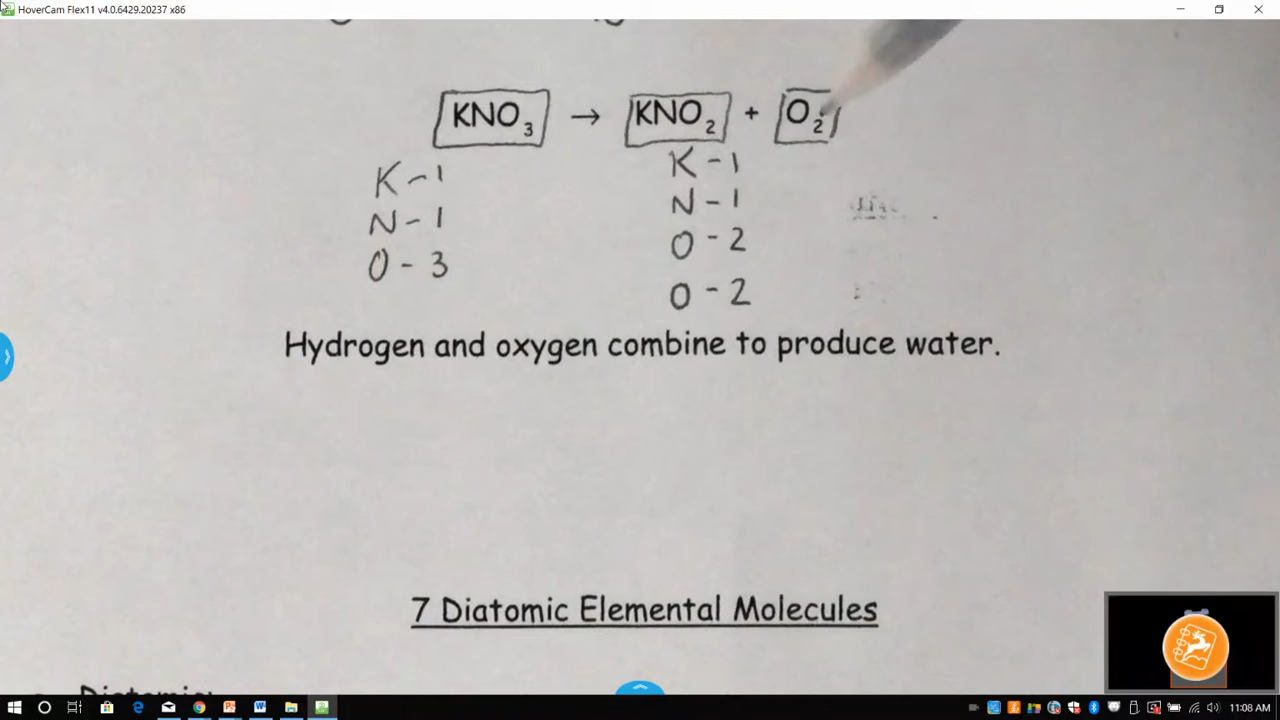 HoverCam Flex11 v4.0.6429.20237 x86
KNO₃ → KNO₂ + O₂
K - 1 K - 1
N - 1 N - 1
O - 3 O - 2
O - 2
Hydrogen and oxygen combine to produce water.
7 Diatomic Elemental Molecules
Diatomic:
11:08 AM